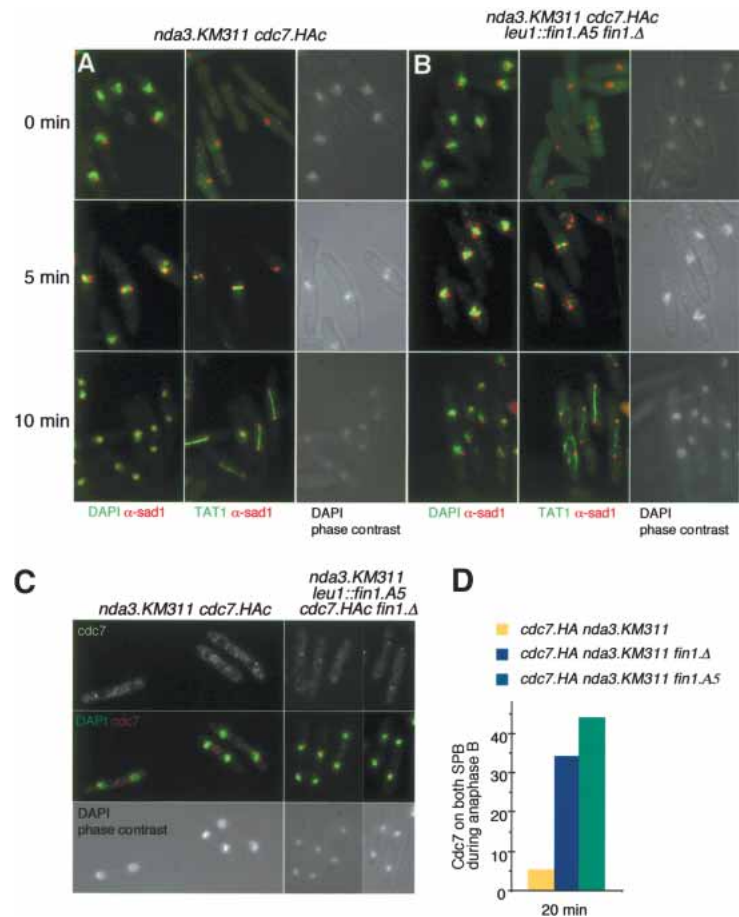 nda3.KM311 cdc7.HAc
nda3.KM311 cdc7.HAc
leu1::fin1.A5 fin1.Δ
A
B
0 min
5 min
10 min
DAPI α-sad1
TAT1 α-sad1
DAPI
phase contrast
DAPI α-sad1
TAT1 α-sad1
DAPI
phase contrast
C
nda3.KM311 cdc7.HAc
nda3.KM311
leu1::fin1.A5
cdc7.HAc fin1.Δ
cdc7
DAPI cdc7
DAPI
phase contrast
D
cdc7.HA nda3.KM311
cdc7.HA nda3.KM311 fin1.Δ
cdc7.HA nda3.KM311 fin1.A5
Cdc7 on both SPB
during anaphase B
40
30
20
10
0
20 min